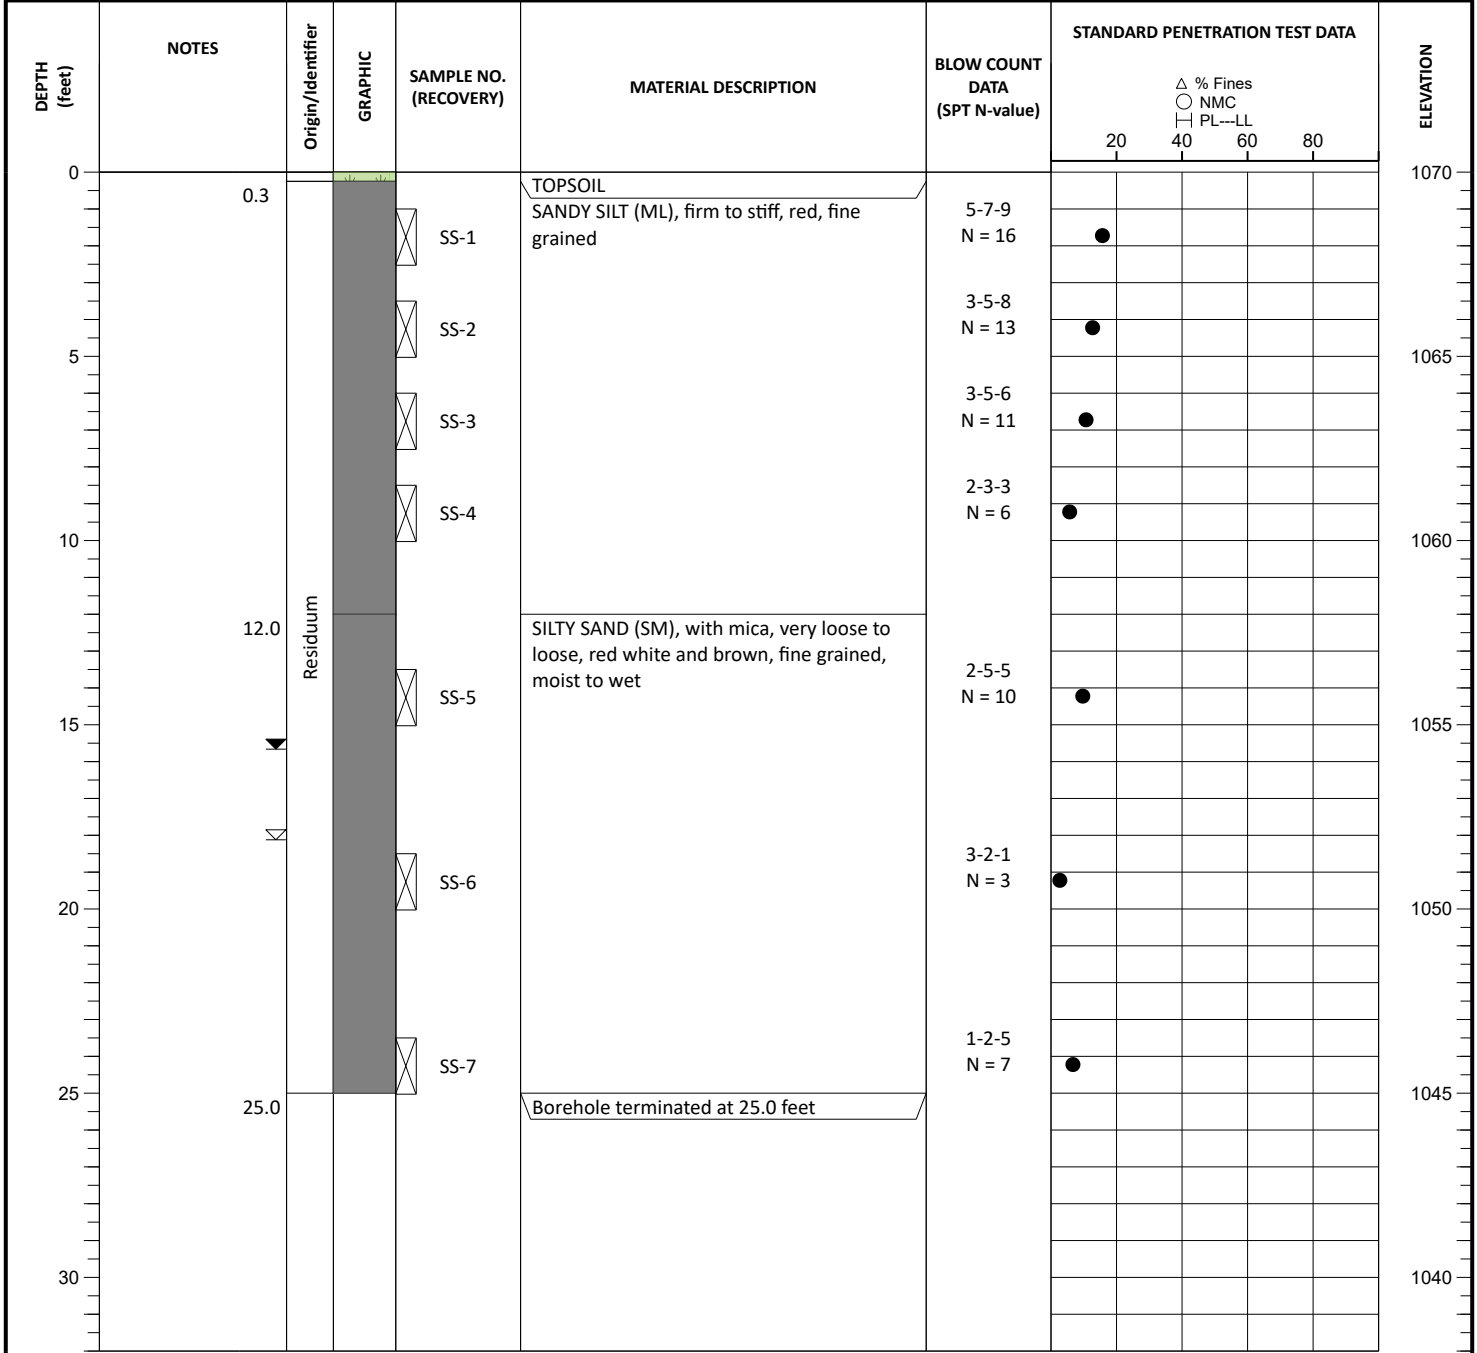 DEPTH
(feet)
NOTES
Origin/Identifier
GRAPHIC
SAMPLE NO.
(RECOVERY)
MATERIAL DESCRIPTION
BLOW COUNT
DATA
(SPT N-value)
STANDARD PENETRATION TEST DATA
% Fines
NMC
PL---LL
20 40 60 80
ELEVATION
0
1070
0.3
TOPSOIL
SANDY SILT (ML), firm to stiff, red, fine
grained
SS-1
5-7-9
N = 16
SS-2
3-5-8
N = 13
5
1065
SS-3
3-5-6
N = 11
SS-4
2-3-3
N = 6
10
1060
Residuum
12.0
SILTY SAND (SM), with mica, very loose to
loose, red white and brown, fine grained,
moist to wet
SS-5
2-5-5
N = 10
15
1055
SS-6
3-2-1
N = 3
20
1050
SS-7
1-2-5
N = 7
25
1045
25.0
Borehole terminated at 25.0 feet
30
1040